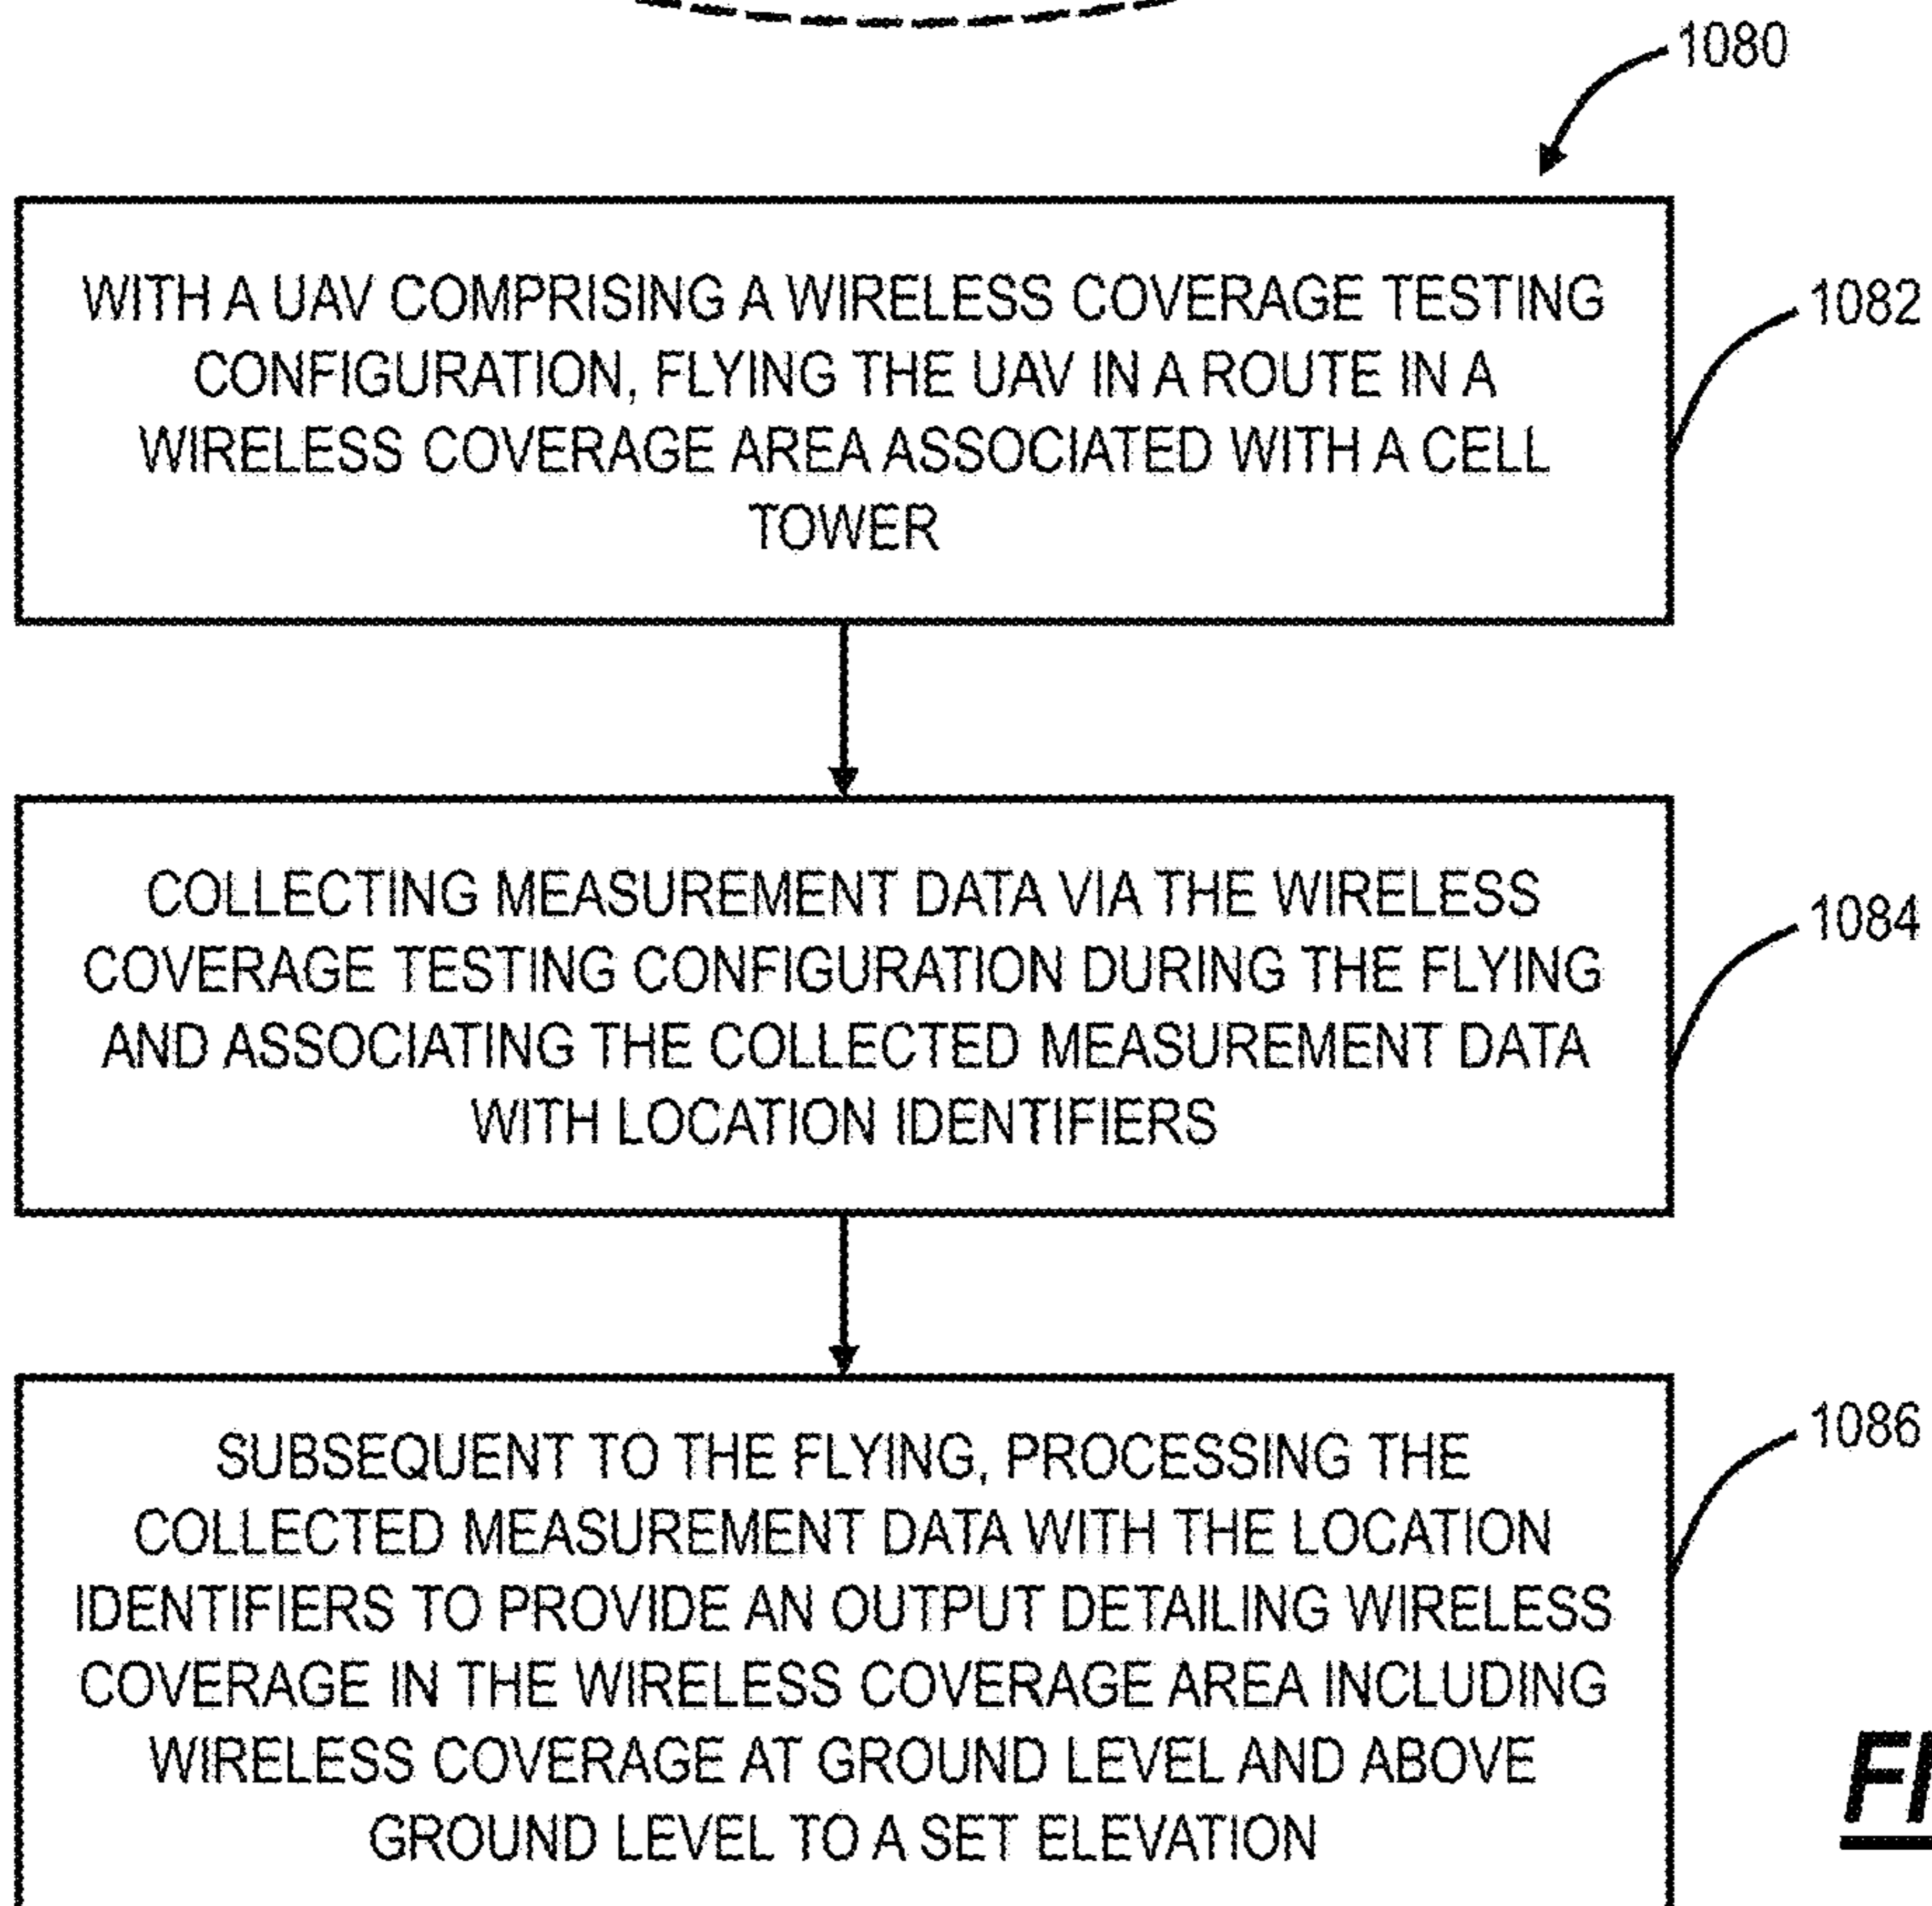 1080
WITH A UAV COMPRISING A WIRELESS COVERAGE TESTING
CONFIGURATION, FLYING THE UAV IN A ROUTE IN A
WIRELESS COVERAGE AREA ASSOCIATED WITH A CELL
TOWER
1082
COLLECTING MEASUREMENT DATA VIA THE WIRELESS
COVERAGE TESTING CONFIGURATION DURING THE FLYING
AND ASSOCIATING THE COLLECTED MEASUREMENT DATA
WITH LOCATION IDENTIFIERS
1084
SUBSEQUENT TO THE FLYING, PROCESSING THE
COLLECTED MEASUREMENT DATA WITH THE LOCATION
IDENTIFIERS TO PROVIDE AN OUTPUT DETAILING WIRELESS
COVERAGE IN THE WIRELESS COVERAGE AREA INCLUDING
WIRELESS COVERAGE AT GROUND LEVEL AND ABOVE
GROUND LEVEL TO A SET ELEVATION
1086